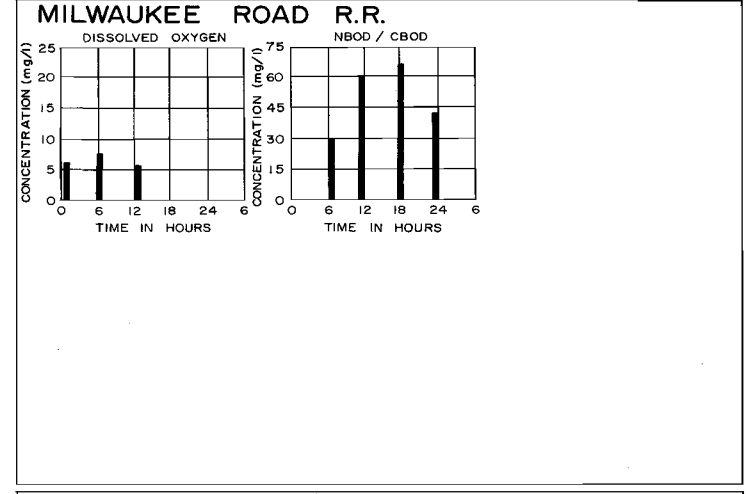 MILWAUKEE ROAD R.R.
DISSOLVED OXYGEN
CONCENTRATION (mg/l)
25
20
15
10
5
0
0 6 12 18 24 6
TIME IN HOURS
NBOD / CBOD
CONCENTRATION (mg/l)
75
60
45
30
15
0
0 6 12 18 24 6
TIME IN HOURS